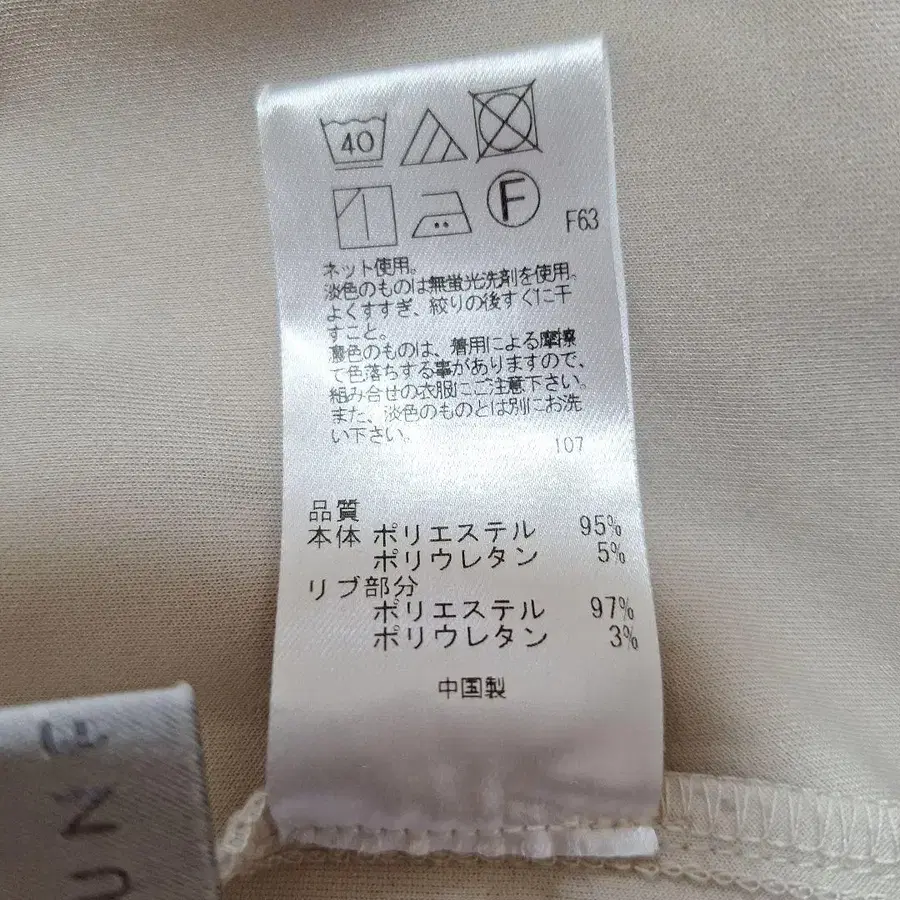 40
F
F63
ネット使用。
淡色のものは無蛍光洗剤を使用。
よくすすぎ、絞りの後すぐに干
すこと。
濃色のものは、着用による摩擦
で色落ちする事がありますので、
組み合せの衣服にご注意下さい。
また、淡色のものとは別にお洗
い下さい。
107
品質
本体 ポリエステル 95%
ポリウレタン 5%
リブ部分
ポリエステル 97%
ポリウレタン 3%
中国製